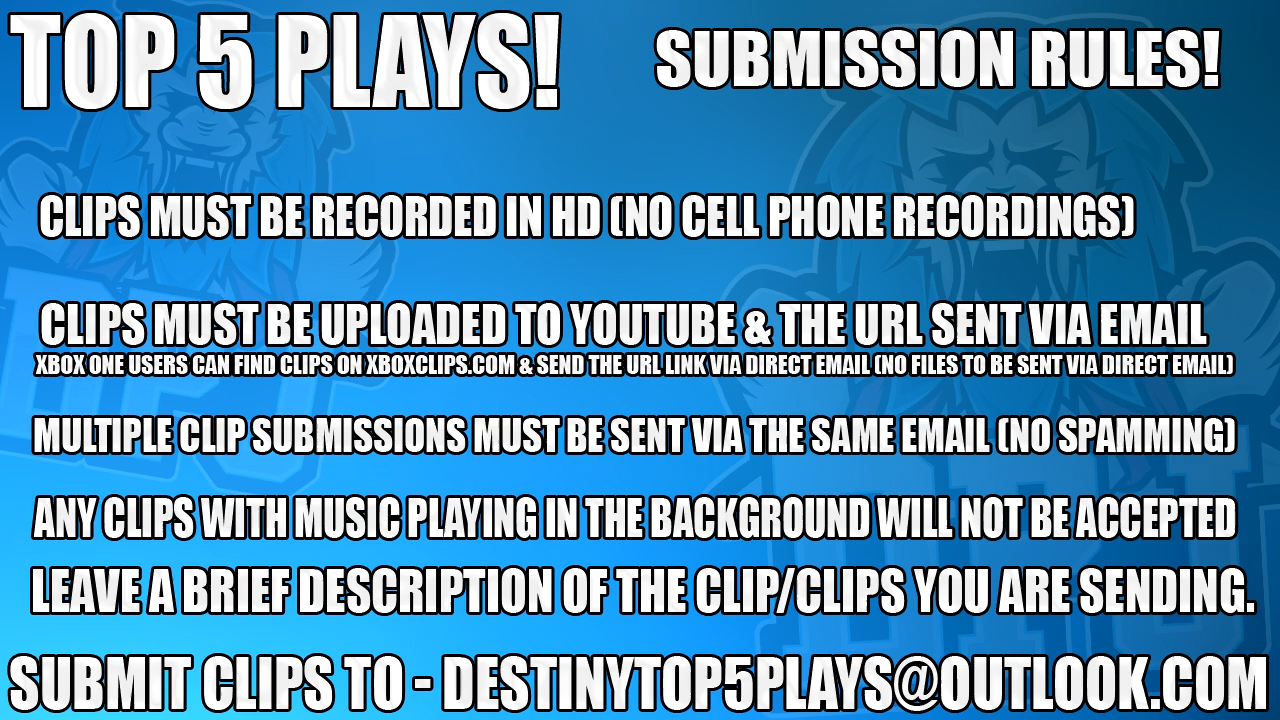 TOP 5 PLAYS!
SUBMISSION RULES!
CLIPS MUST BE RECORDED IN HD (NO CELL PHONE RECORDINGS)
CLIPS MUST BE UPLOADED TO YOUTUBE & THE URL SENT VIA EMAIL
XBOX ONE USERS CAN FIND CLIPS ON XBOXCLIPS.COM & SEND THE URL LINK VIA DIRECT EMAIL (NO FILES TO BE SENT VIA DIRECT EMAIL)
MULTIPLE CLIP SUBMISSIONS MUST BE SENT VIA THE SAME EMAIL (NO SPAMMING)
ANY CLIPS WITH MUSIC PLAYING IN THE BACKGROUND WILL NOT BE ACCEPTED
LEAVE A BRIEF DESCRIPTION OF THE CLIP/CLIPS YOU ARE SENDING.
SUBMIT CLIPS TO - DESTINYTOP5PLAYS@OUTLOOK.COM